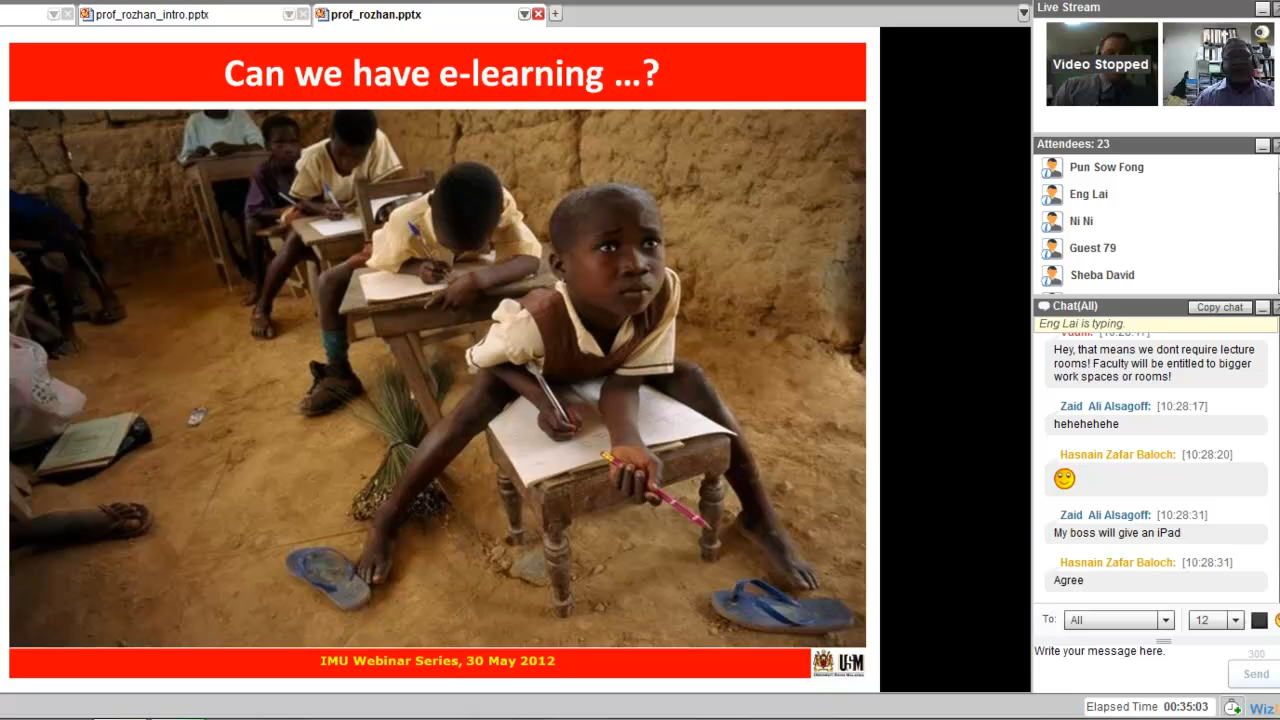 prof_rozhan_intro.pptx
prof_rozhan.pptx
Can we have e-learning ...?
IMU Webinar Series, 30 May 2012
USM
Live Stream
Video Stopped
Attendees: 23
Pun Sow Fong
Eng Lai
Ni Ni
Guest 79
Sheba David
Chat(All)
Copy chat
Eng Lai is typing.
Hey, that means we dont require lecture
rooms! Faculty will be entitled to bigger
work spaces or rooms!
Zaid Ali Alsagoff: [10:28:17]
hehehehehe
Hasnain Zafar Baloch: [10:28:20]
Zaid Ali Alsagoff: [10:28:31]
My boss will give an iPad
Hasnain Zafar Baloch: [10:28:31]
Agree
To: All 12
Write your message here.
300
Send
Elapsed Time 00:35:03
Wiz